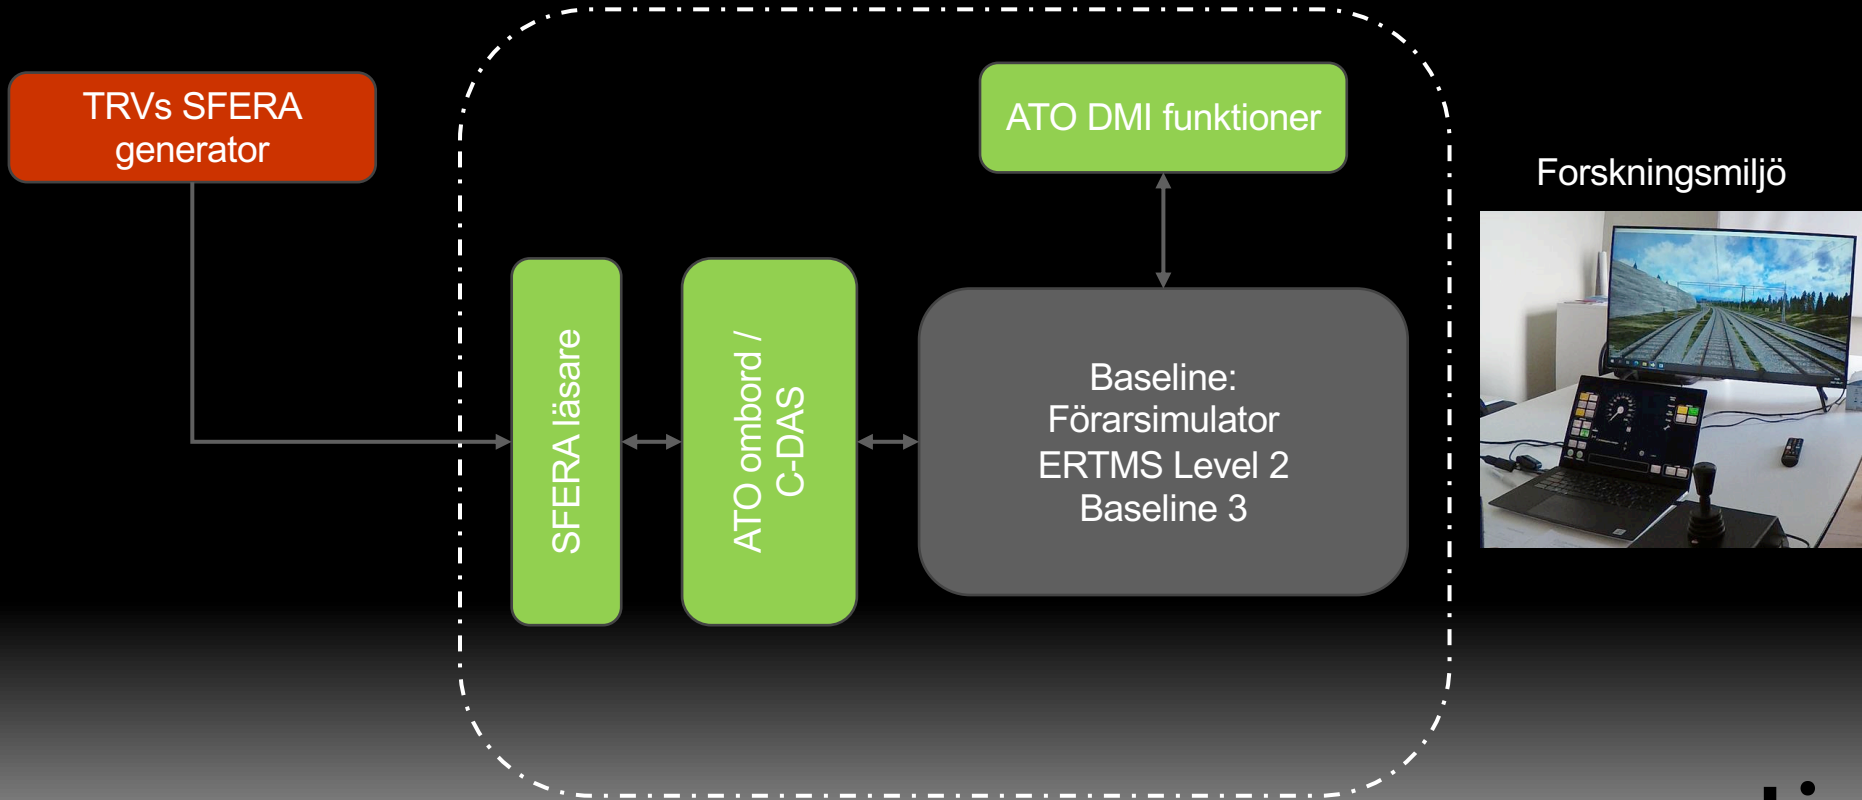 TRVs SFERA
generator
ATO DMI funktioner
Forskningsmiljö
SFERA läsare
ATO ombord /
C-DAS
Baseline:
Förarsimulator
ERTMS Level 2
Baseline 3